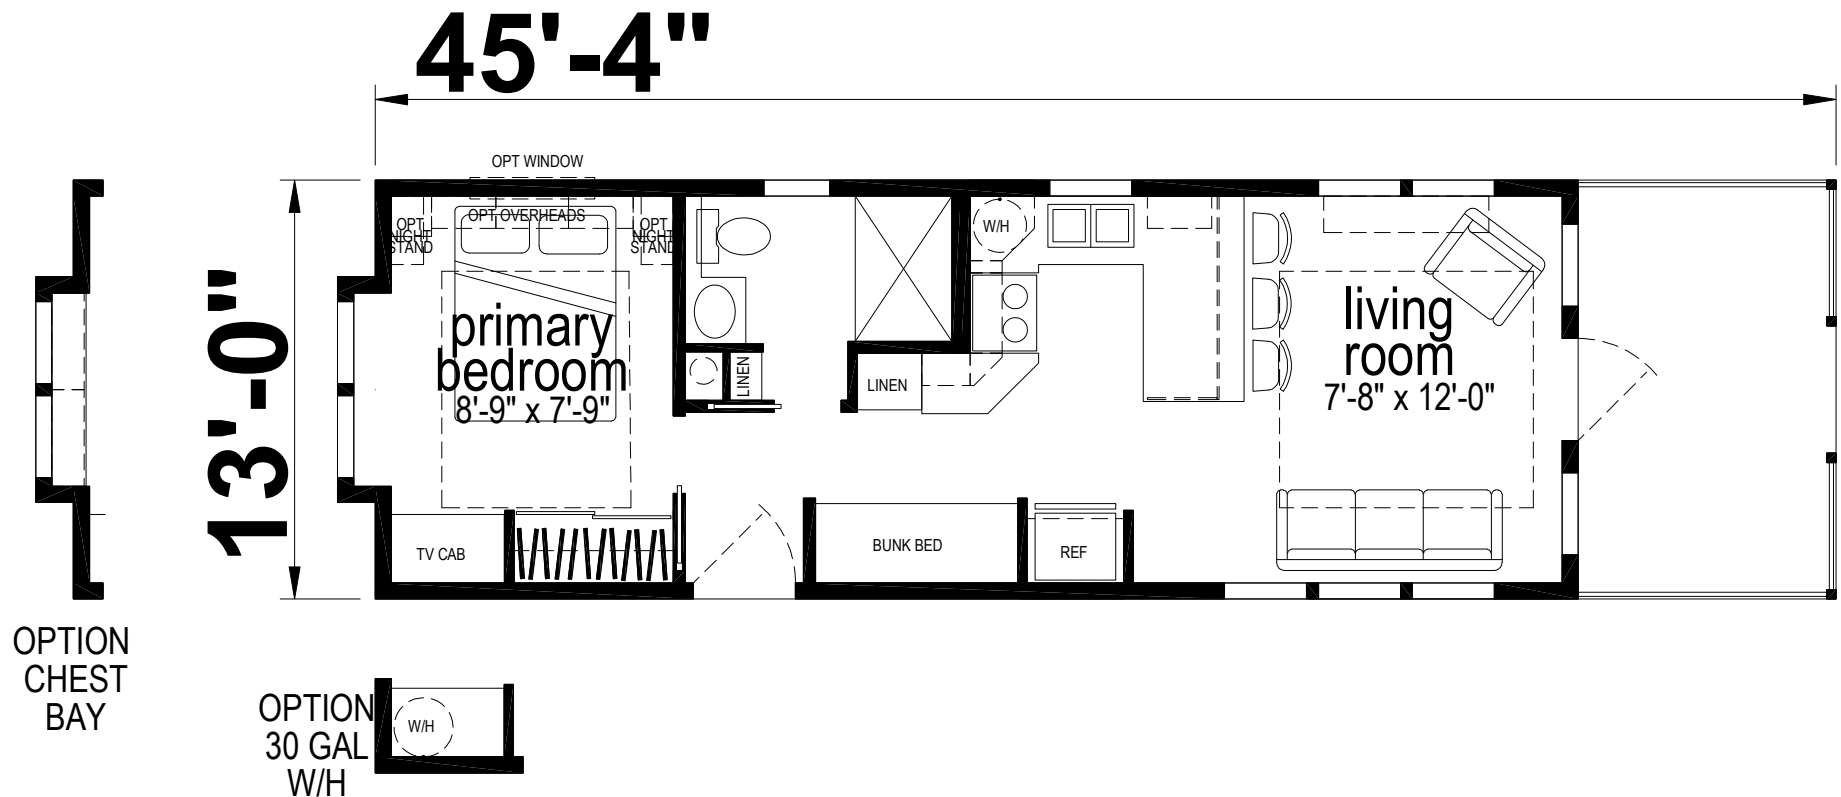 45'-4"
OPT WINDOW
OPT OVERHEADS
OPT
NIGHT
STAND
OPT
NIGHT
STAND
W/H
13'-0"
primary
bedroom
8'-9" x 7'-9"
LINEN
LINEN
living
room
7'-8" x 12'-0"
TV CAB
BUNK BED
REF
OPTION
CHEST
BAY
OPTION
30 GAL
W/H
W/H